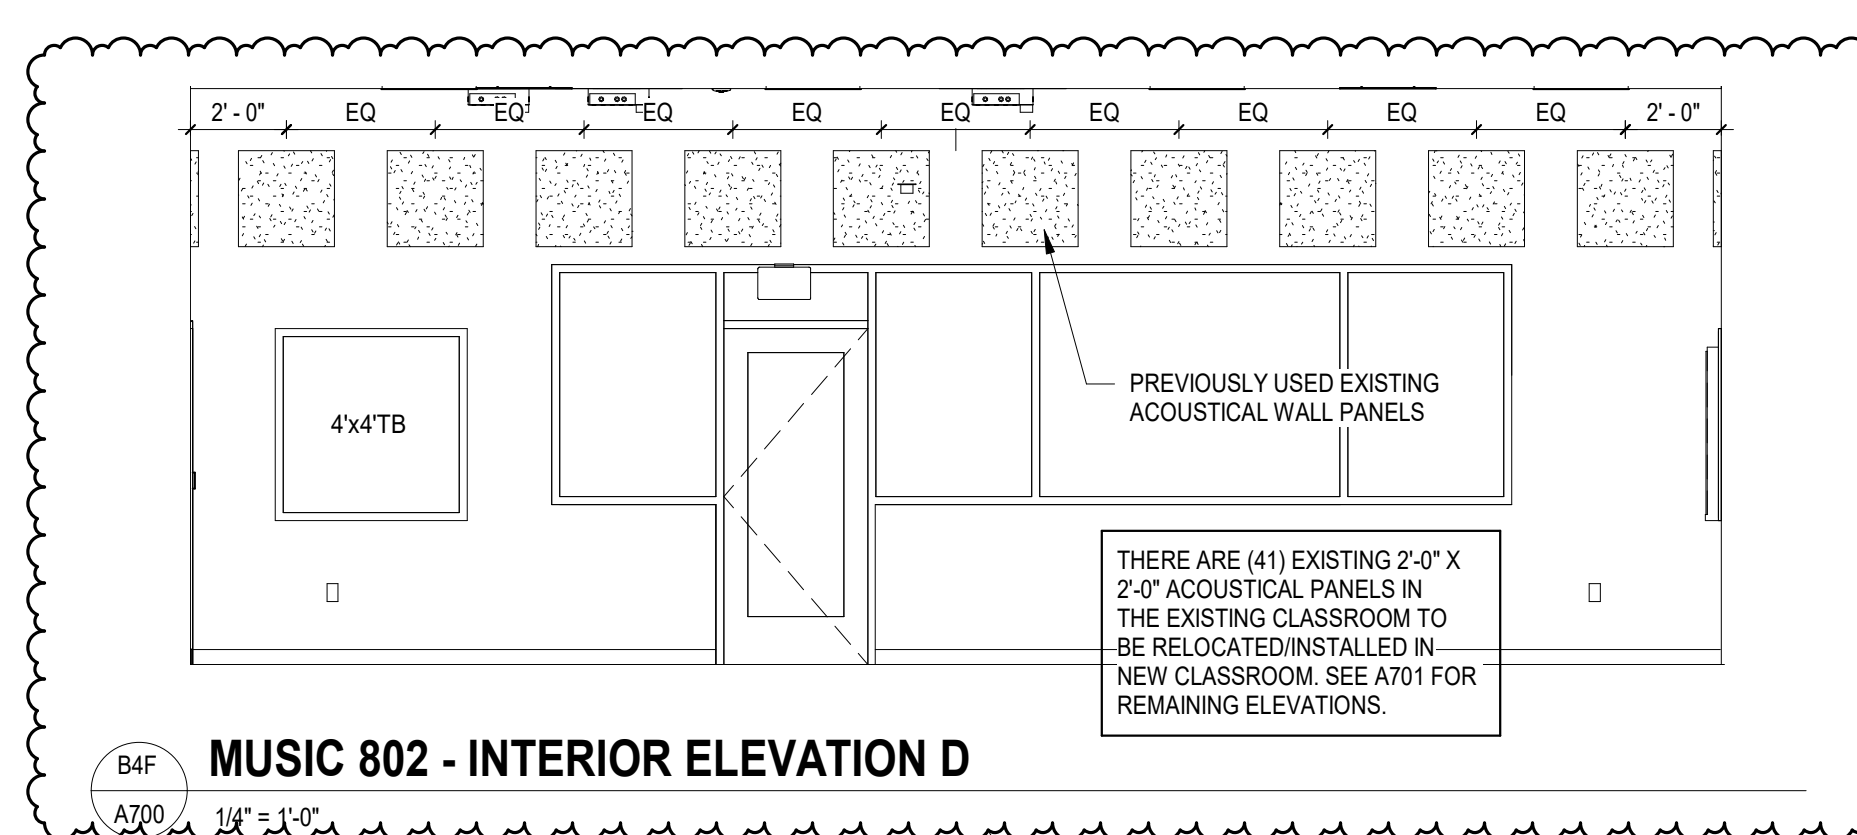 2' - 0" EQ EQ EQ EQ EQ EQ EQ EQ EQ 2' - 0"
4'x4'TB
PREVIOUSLY USED EXISTING
ACOUSTICAL WALL PANELS
THERE ARE (41) EXISTING 2'-0" X
2'-0" ACOUSTICAL PANELS IN
THE EXISTING CLASSROOM TO
BE RELOCATED/INSTALLED IN
NEW CLASSROOM. SEE A701 FOR
REMAINING ELEVATIONS.
B4F
MUSIC 802 - INTERIOR ELEVATION D
A700
1/4" = 1'-0"